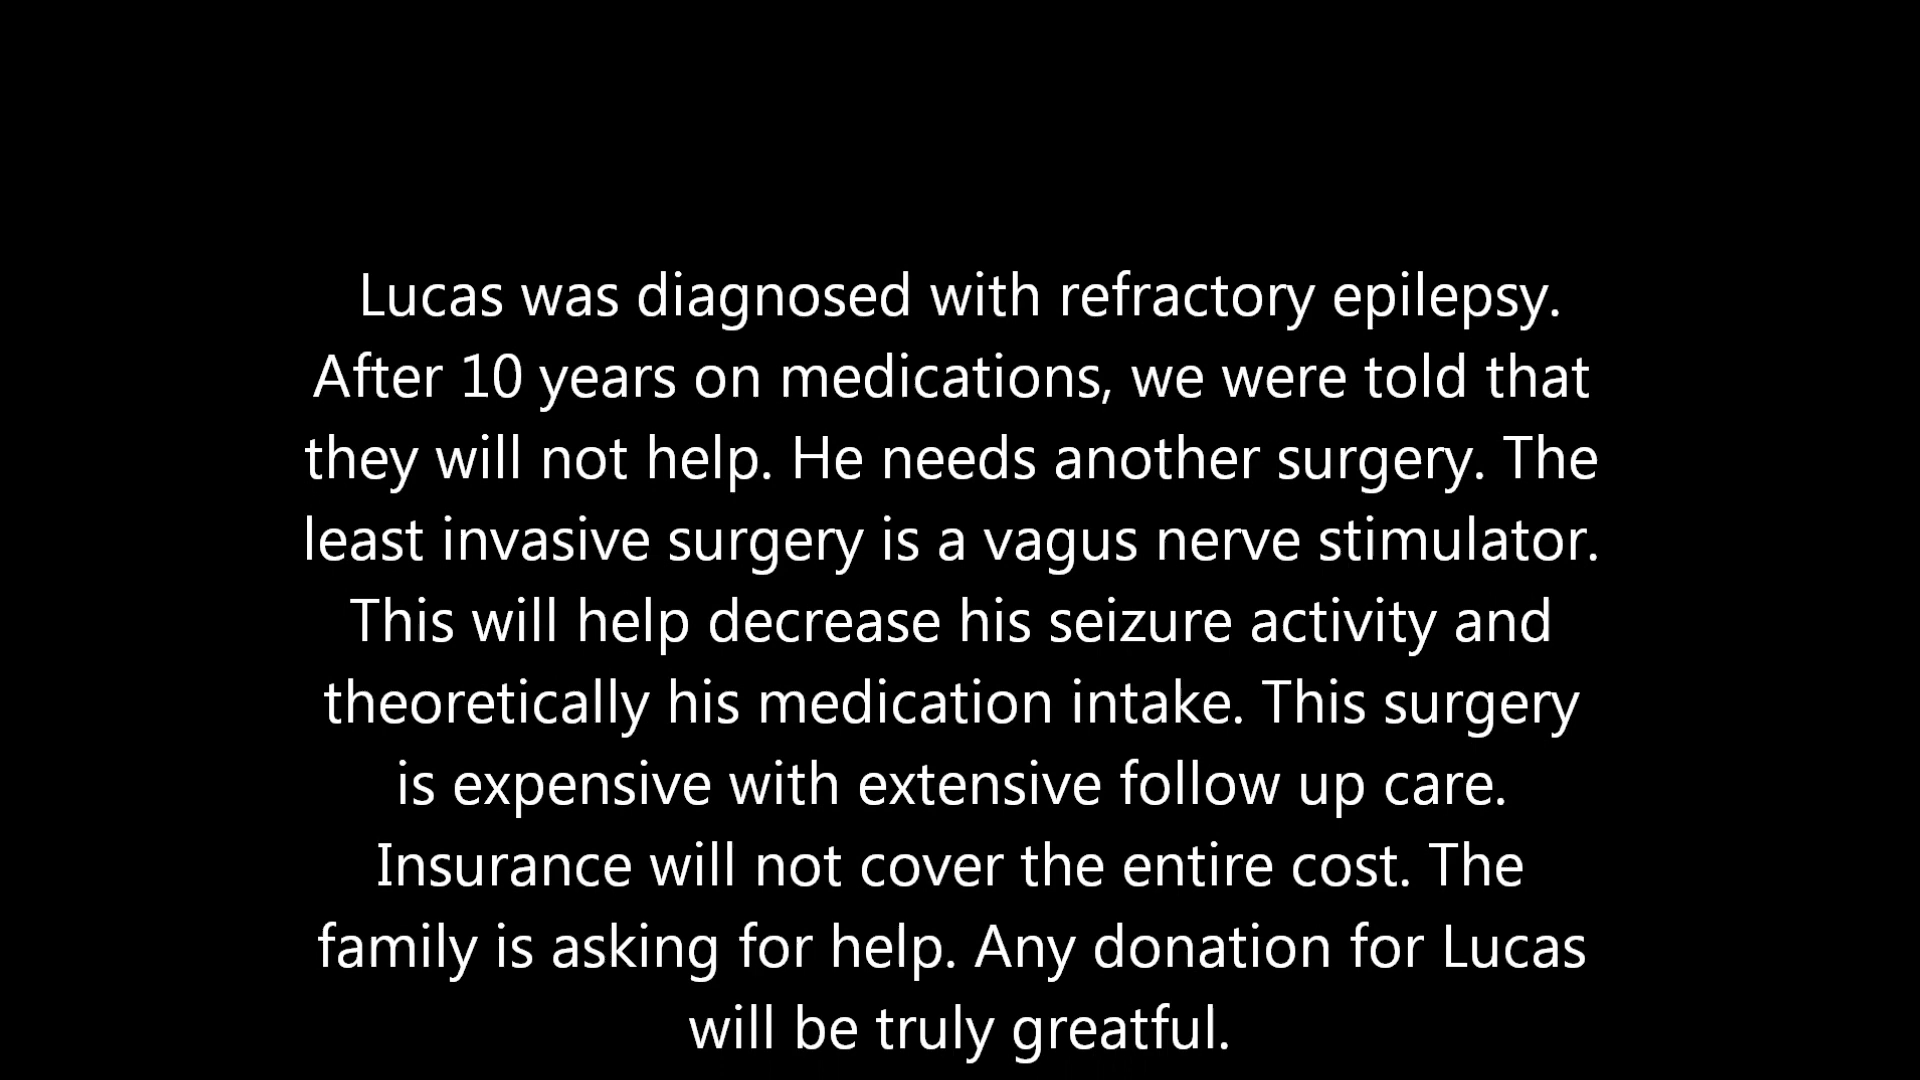 Lucas was diagnosed with refractory epilepsy.
After 10 years on medications, we were told that
they will not help. He needs another surgery. The
least invasive surgery is a vagus nerve stimulator.
This will help decrease his seizure activity and
theoretically his medication intake. This surgery
is expensive with extensive follow up care.
Insurance will not cover the entire cost. The
family is asking for help. Any donation for Lucas
will be truly greatful.